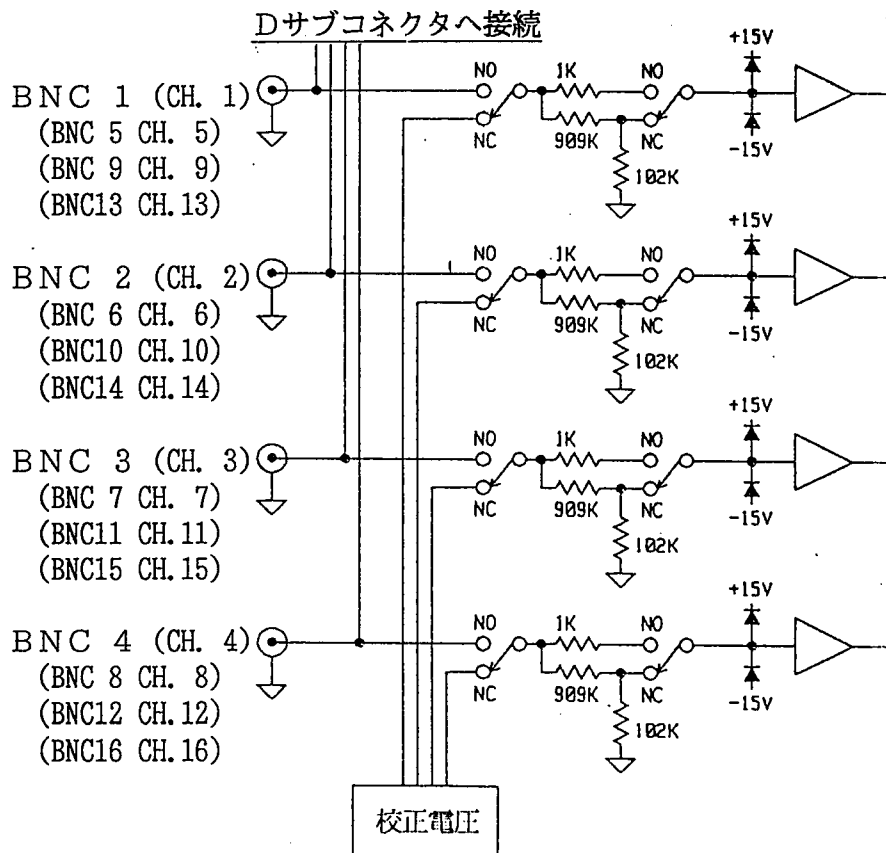 Dサブコネクタへ接続
BNC 1 (CH. 1)
(BNC 5 CH. 5)
(BNC 9 CH. 9)
(BNC13 CH.13)
NO
NC
1K
909K
NO
NC
102K
+15V
-15V
BNC 2 (CH. 2)
(BNC 6 CH. 6)
(BNC10 CH.10)
(BNC14 CH.14)
NO
NC
1K
909K
NO
NC
102K
+15V
-15V
BNC 3 (CH. 3)
(BNC 7 CH. 7)
(BNC11 CH.11)
(BNC15 CH.15)
NO
NC
1K
909K
NO
NC
102K
+15V
-15V
BNC 4 (CH. 4)
(BNC 8 CH. 8)
(BNC12 CH.12)
(BNC16 CH.16)
NO
NC
1K
909K
NO
NC
102K
+15V
-15V
校正電圧